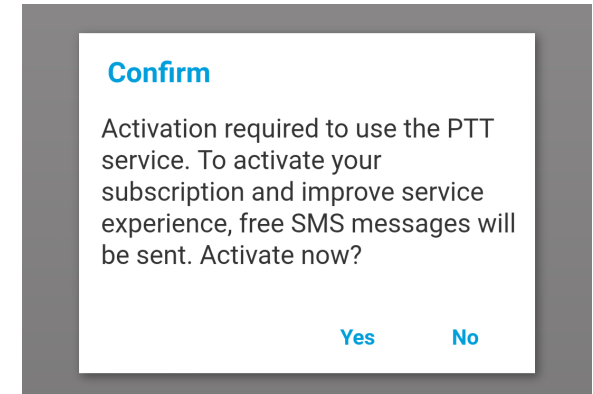 Confirm
Activation required to use the PTT
service. To activate your
subscription and improve service
experience, free SMS messages will
be sent. Activate now?
Yes No